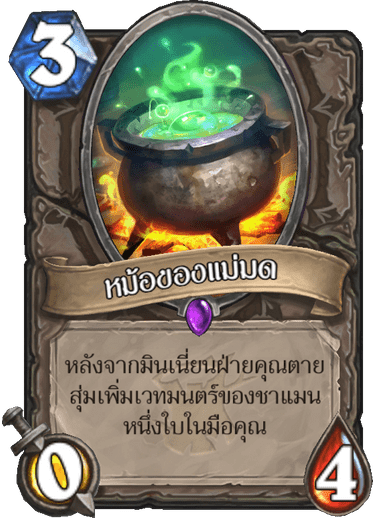 3
หม้อของแม่มด
หลังจากมินเนี่ยนฝ่ายคุณตาย
สุ่มเพิ่มเวทมนตร์ของชาแมน
หนึ่งใบในมือคุณ
0
4